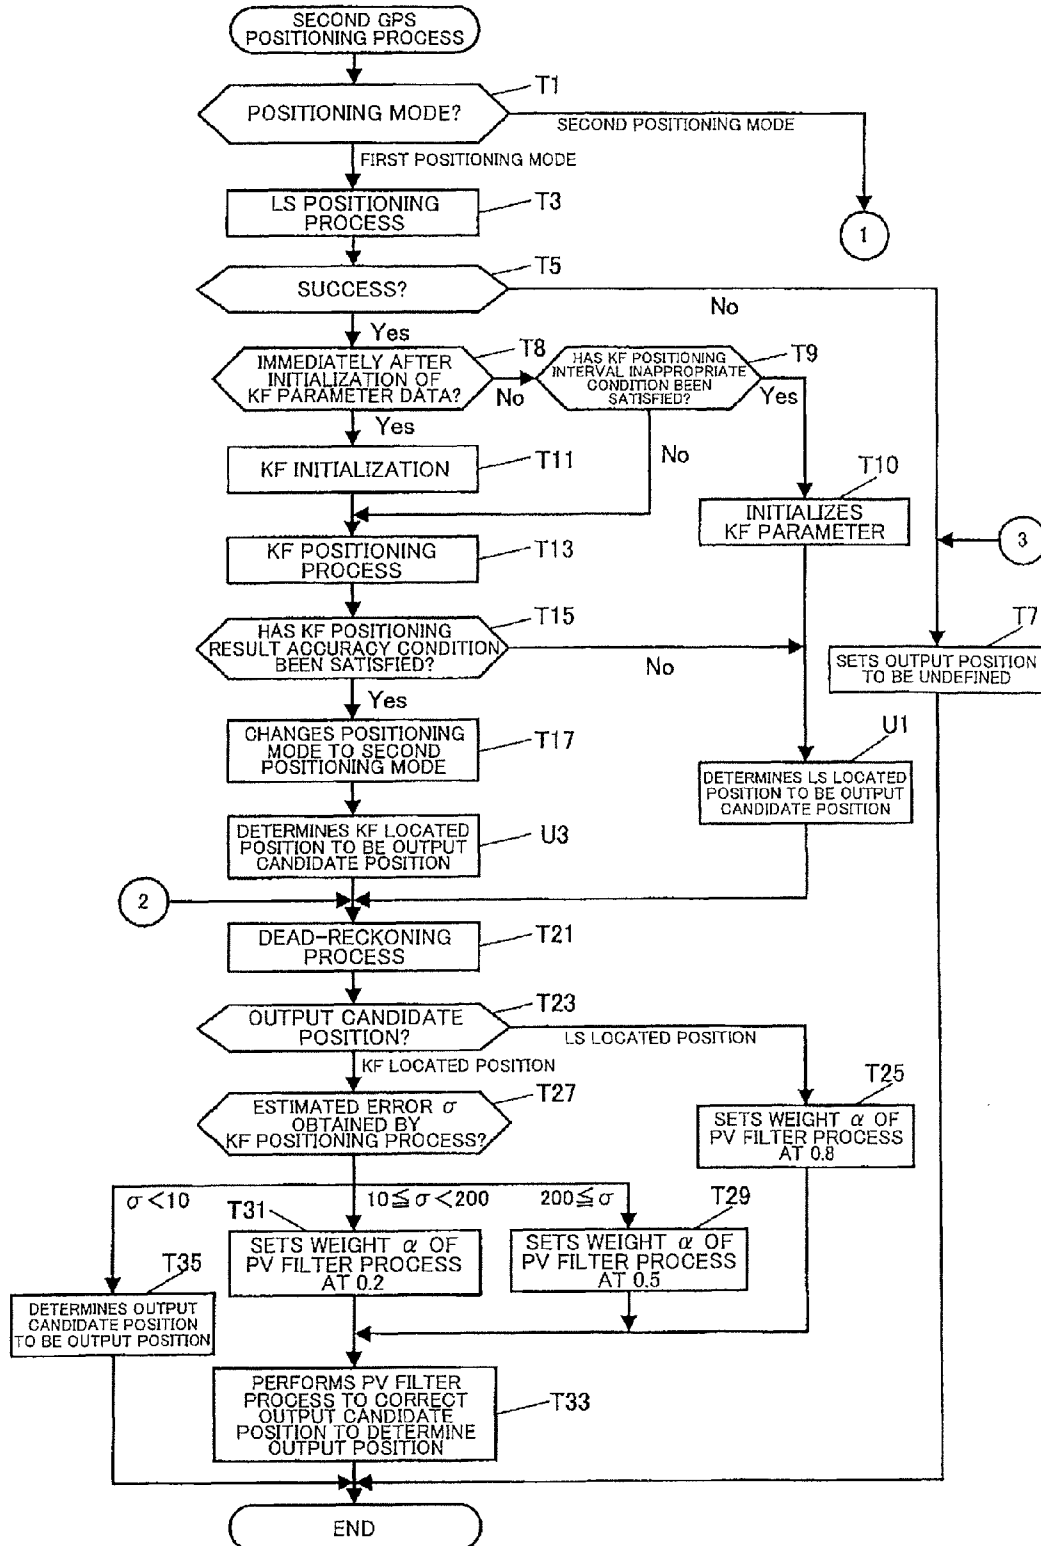 SECOND GPS
POSITIONING PROCESS
T1
POSITIONING MODE?
SECOND POSITIONING MODE
FIRST POSITIONING MODE
LS POSITIONING
PROCESS
T3
1
T5
SUCCESS?
No
Yes
IMMEDIATELY AFTER
INITIALIZATION OF
KF PARAMETER DATA?
T8
HAS KF POSITIONING
INTERVAL INAPPROPRIATE
CONDITION BEEN
SATISFIED?
T9
No
Yes
Yes
KF INITIALIZATION
T11
No
T10
INITIALIZES
KF PARAMETER
3
KF POSITIONING
PROCESS
T13
T15
HAS KF POSITIONING
RESULT ACCURACY CONDITION
BEEN SATISFIED?
No
T7
SETS OUTPUT POSITION
TO BE UNDEFINED
Yes
CHANGES POSITIONING
MODE TO SECOND
POSITIONING MODE
T17
U1
DETERMINES LS LOCATED
POSITION TO BE OUTPUT
CANDIDATE POSITION
DETERMINES KF LOCATED
POSITION TO BE OUTPUT
CANDIDATE POSITION
U3
2
DEAD-RECKONING
PROCESS
T21
T23
OUTPUT CANDIDATE
POSITION?
LS LOCATED POSITION
KF LOCATED POSITION
T27
ESTIMATED ERROR σ
OBTAINED BY
KF POSITIONING PROCESS?
T25
SETS WEIGHT α OF
PV FILTER PROCESS
AT 0.8
σ<10
10≦σ<200
200≦σ
T31
SETS WEIGHT α OF
PV FILTER PROCESS
AT 0.2
T29
SETS WEIGHT α OF
PV FILTER PROCESS
AT 0.5
T35
DETERMINES OUTPUT
CANDIDATE POSITION
TO BE OUTPUT POSITION
PERFORMS PV FILTER
PROCESS TO CORRECT
OUTPUT CANDIDATE
POSITION TO DETERMINE
OUTPUT POSITION
T33
END